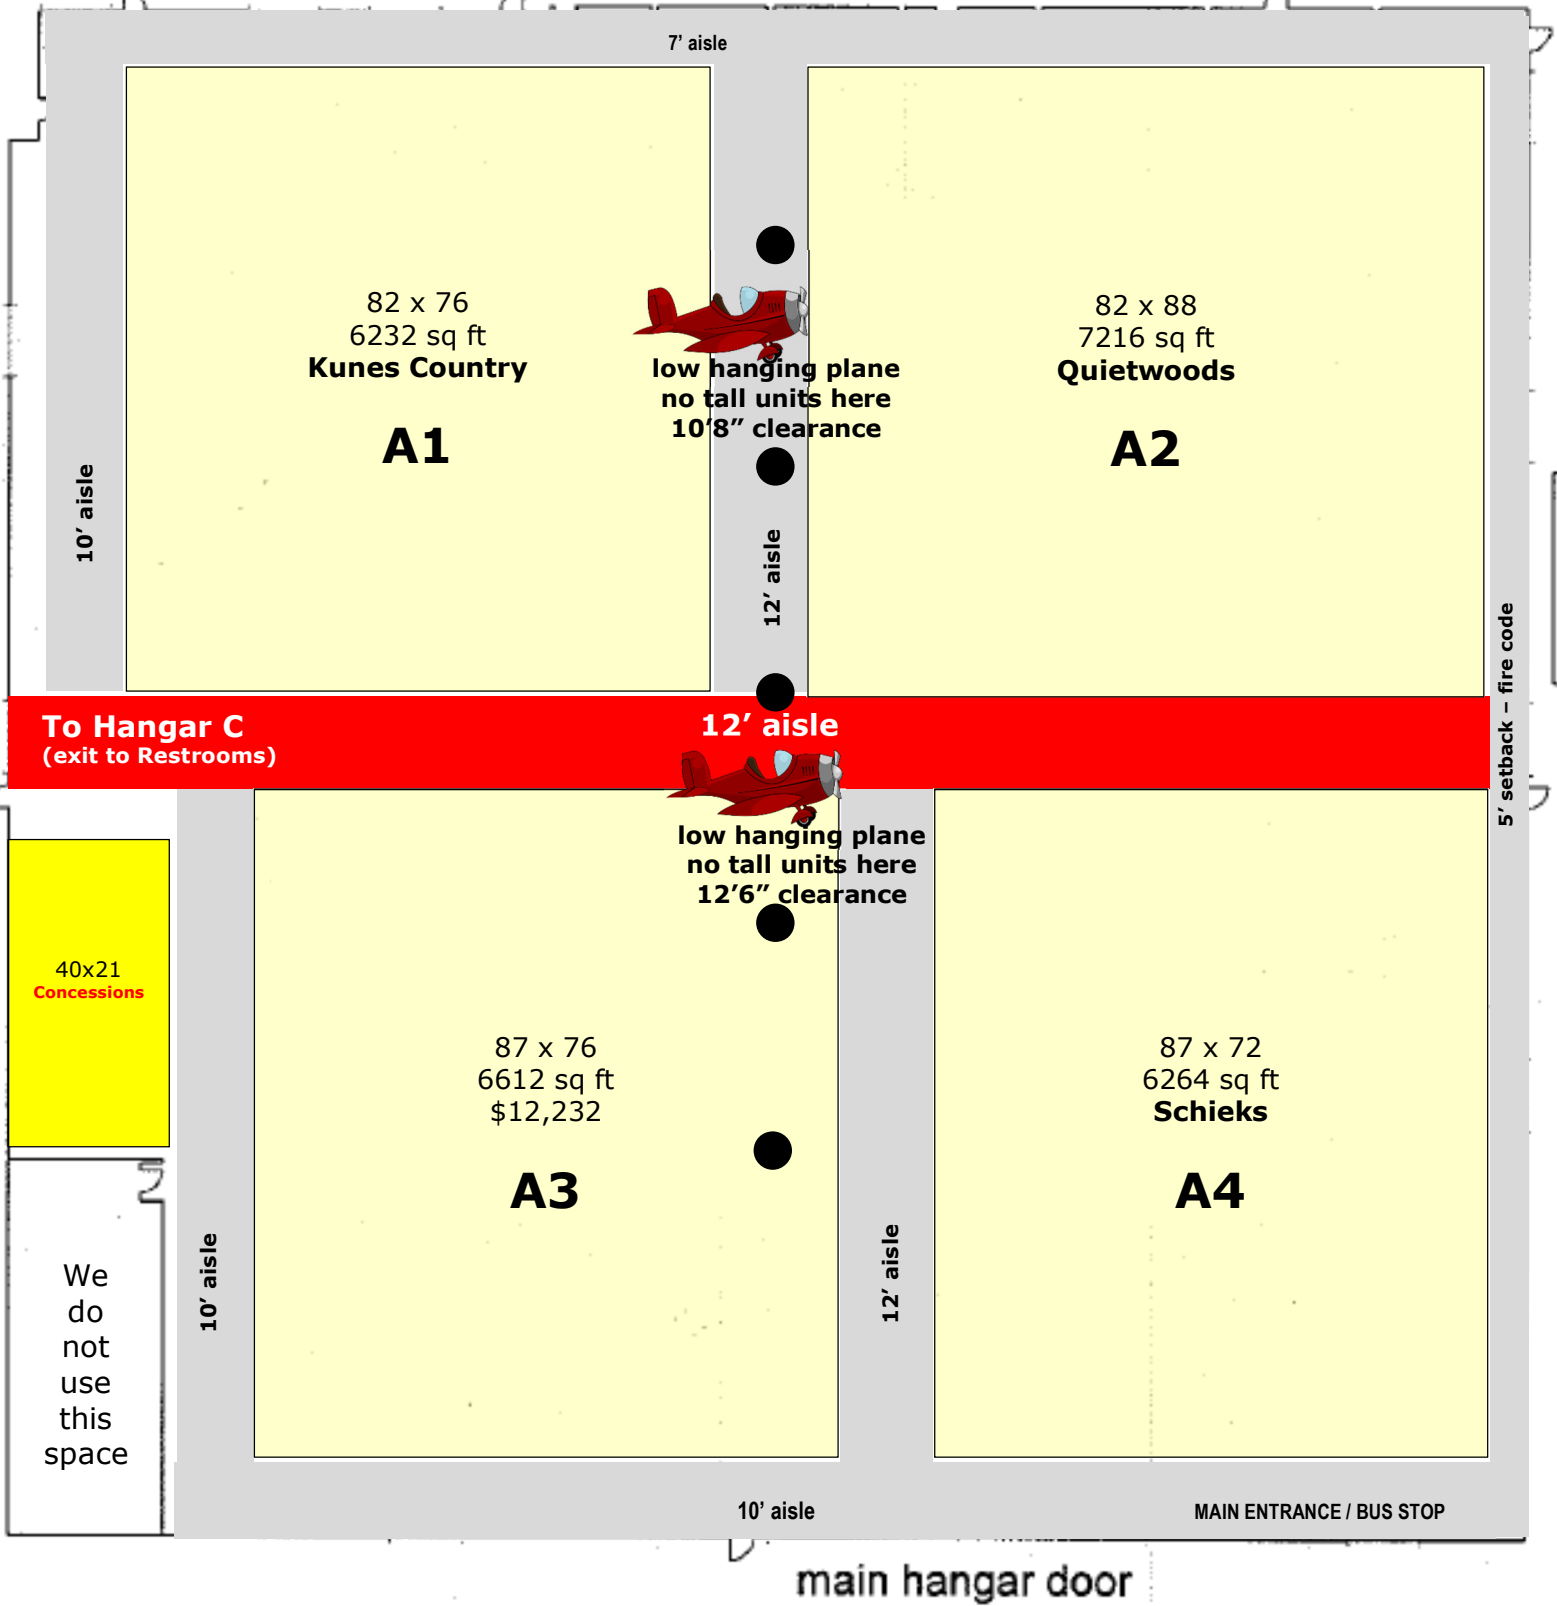 7’ aisle
82 x 76
6232 sq ft
Kunes Country
A1
10’ aisle
low hanging plane
no tall units here
10’8” clearance
12’ aisle
82 x 88
7216 sq ft
Quietwoods
A2
5’ setback – fire code
To Hangar C
(exit to Restrooms)
12’ aisle
low hanging plane
no tall units here
12’6” clearance
40x21
Concessions
87 x 76
6612 sq ft
$12,232
A3
87 x 72
6264 sq ft
Schieks
A4
10’ aisle
12’ aisle
We
do
not
use
this
space
10’ aisle
MAIN ENTRANCE / BUS STOP
main hangar door